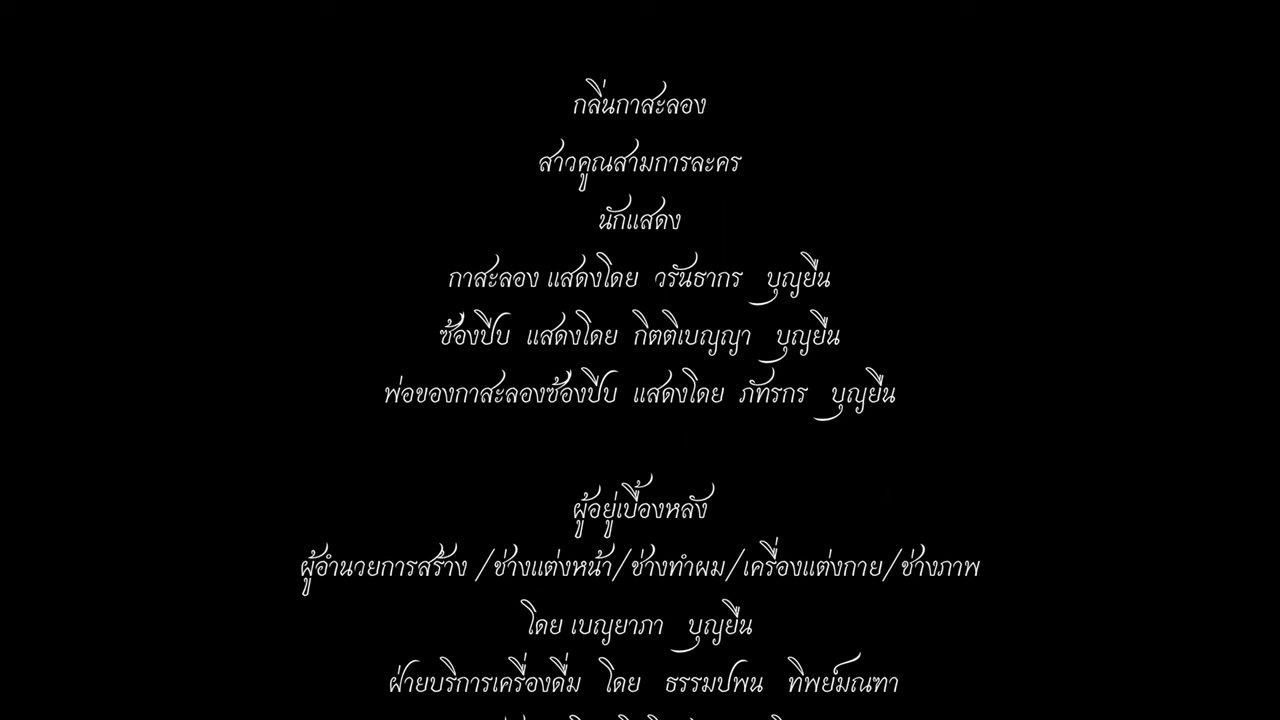 กลิ่นกาสะลอง
สาวคูณสามการละคร
นักแสดง
กาสะลอง แสดงโดย วรันธากร บุญยืน
ซ้องปีบ แสดงโดย กิตติเบญญา บุญยืน
พ่อของกาสะลองซ้องปีบ แสดงโดย ภัทรกร บุญยืน
ผู้อยู่เบื้องหลัง
ผู้อำนวยการสร้าง /ช่างแต่งหน้า/ช่างทำผม/เครื่องแต่งกาย/ช่างภาพ
โดย เบญยาภา บุญยืน
ฝ่ายบริการเครื่องดื่ม โดย ธรรมปพน ทิพย์มณฑา